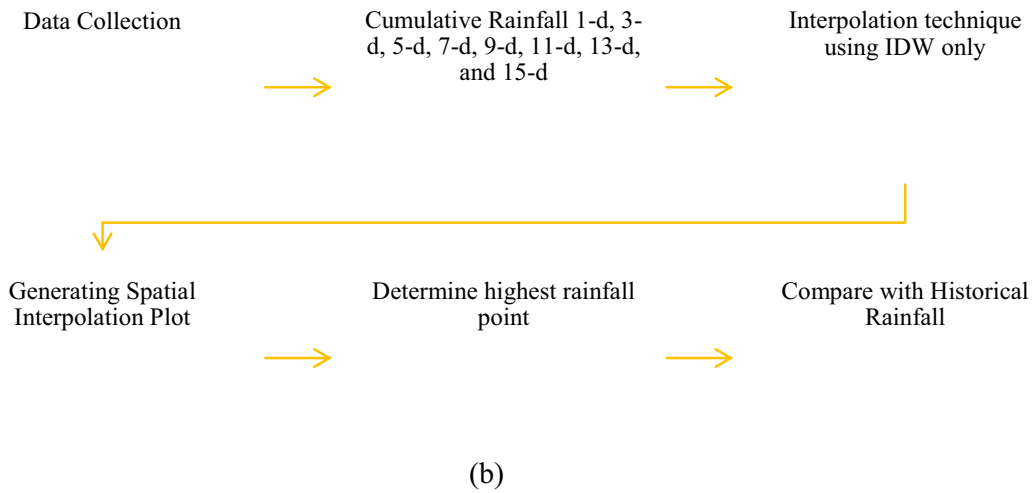 Data Collection
Cumulative Rainfall 1-d, 3-
d, 5-d, 7-d, 9-d, 11-d, 13-d,
and 15-d
Interpolation technique
using IDW only
Generating Spatial
Interpolation Plot
Determine highest rainfall
point
Compare with Historical
Rainfall
(b)